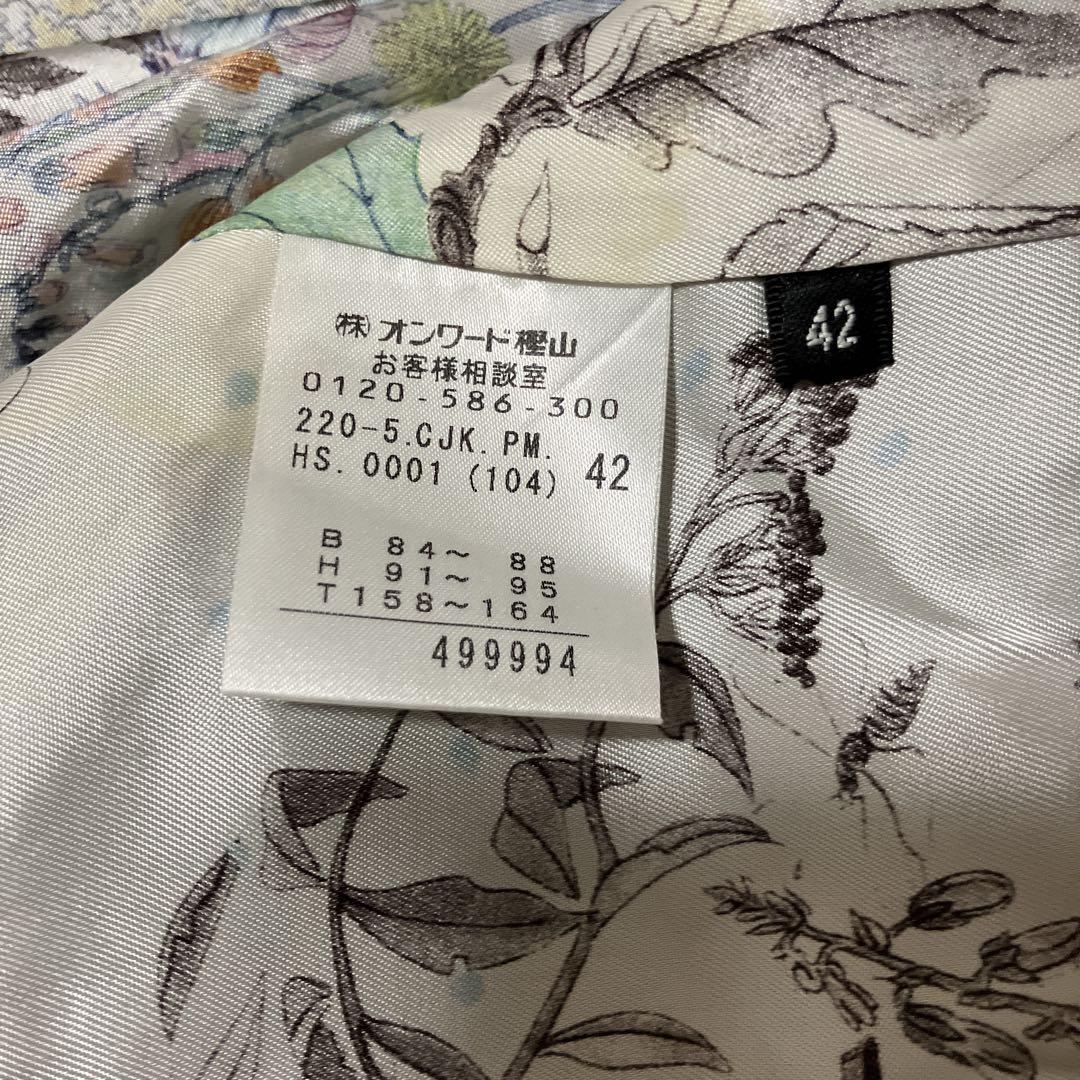 ㈱オンワード樫山
お客様相談室
0120-586-300
220-5.CJK.PM.
HS.0001 (104) 42
B 84～ 88
H 91～ 95
T158～164
499994
42